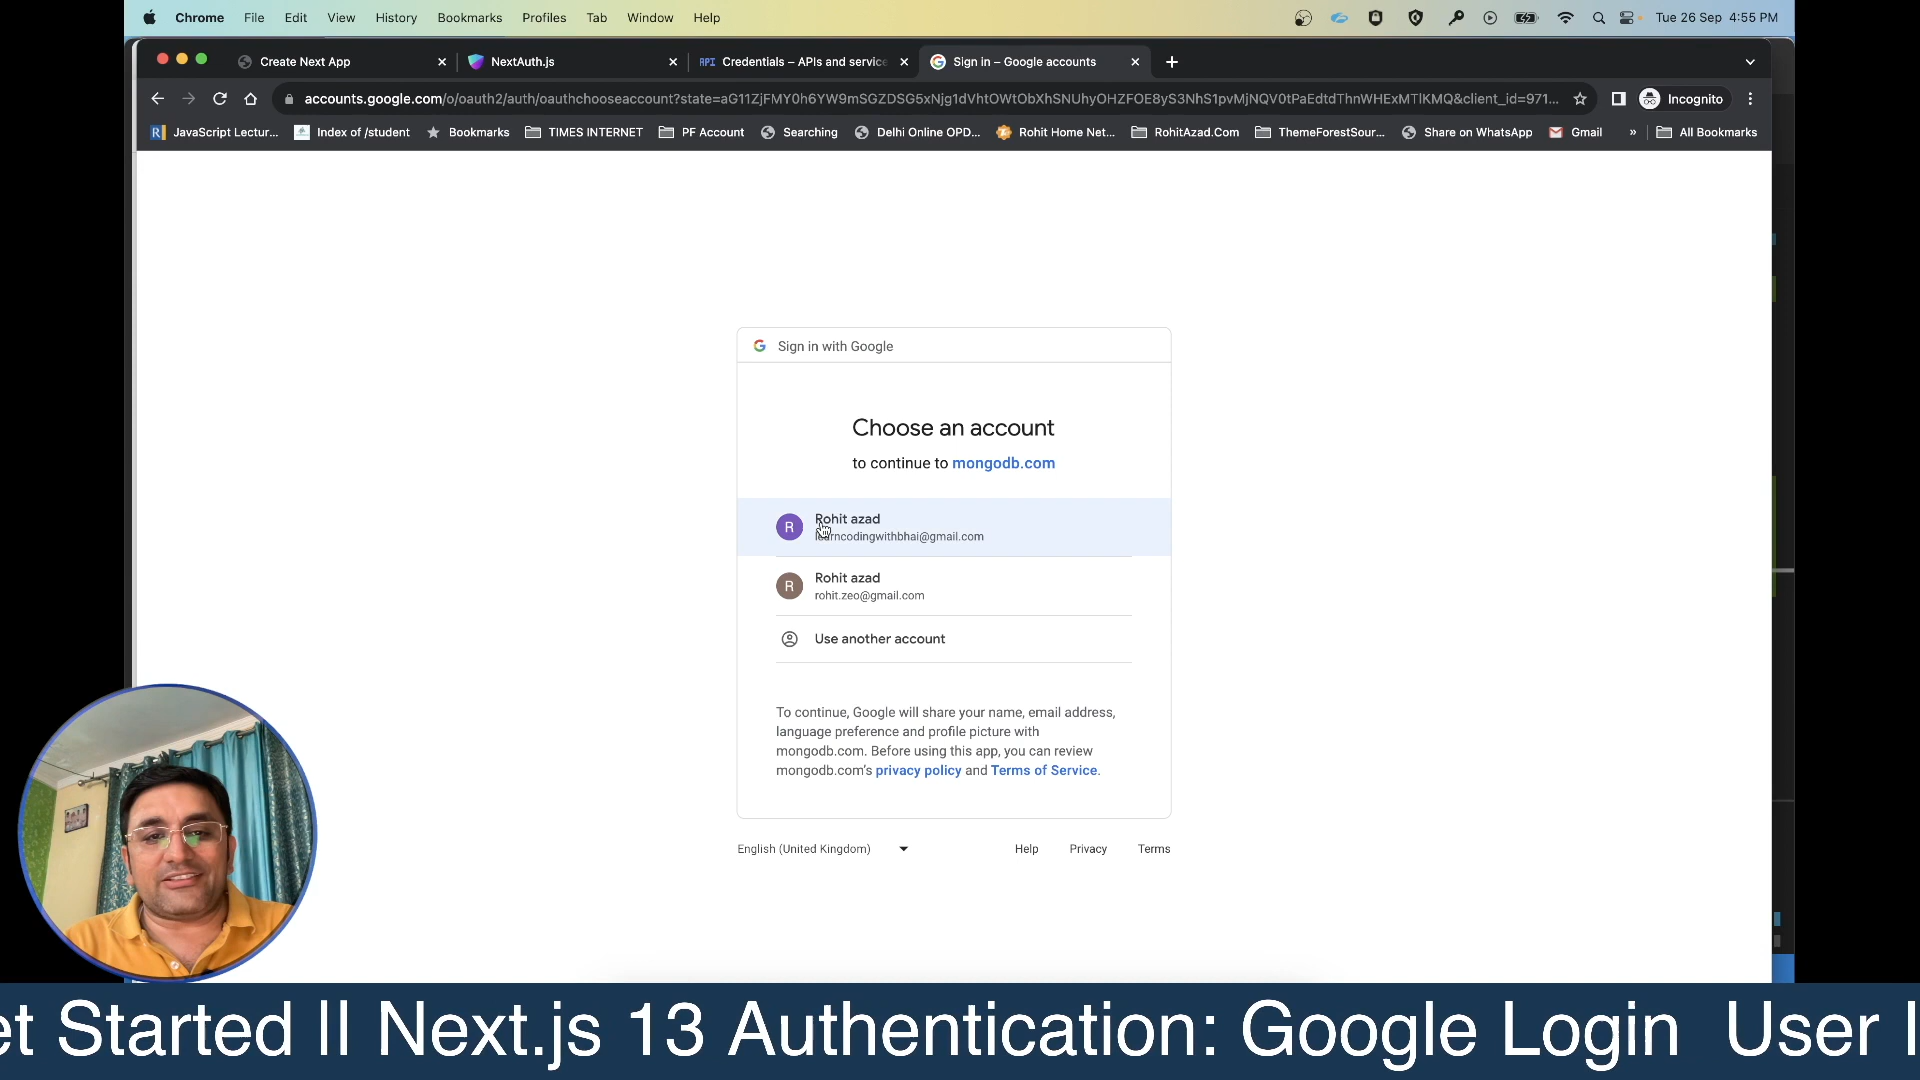 Chrome File Edit View History Bookmarks Profiles Tab Window Help Tue 26 Sep 4:55 PM
Create Next App NextAuth.js Credentials – APIs and service Sign in – Google accounts
accounts.google.com/o/oauth2/auth/oauthchooseaccount?state=aG11ZjFMY0h6YW9mSGZDSG5xNjg1dVhtOWtObXhSNUhyOHZFOE8yS3NhS1pvMjNQV0tPaEdtdThnWHExMTlKMQ&client_id=971... Incognito
JavaScript Lectur... Index of /student Bookmarks TIMES INTERNET PF Account Searching Delhi Online OPD... Rohit Home Net... RohitAzad.Com ThemeForestSour... Share on WhatsApp Gmail » All Bookmarks
Sign in with Google
Choose an account
to continue to mongodb.com
R Rohit azad
learncodingwithbhai@gmail.com
R Rohit azad
rohit.zeo@gmail.com
Use another account
To continue, Google will share your name, email address,
language preference and profile picture with
mongodb.com. Before using this app, you can review
mongodb.com's privacy policy and Terms of Service.
English (United Kingdom) Help Privacy Terms
et Started II Next.js 13 Authentication: Google Login User I